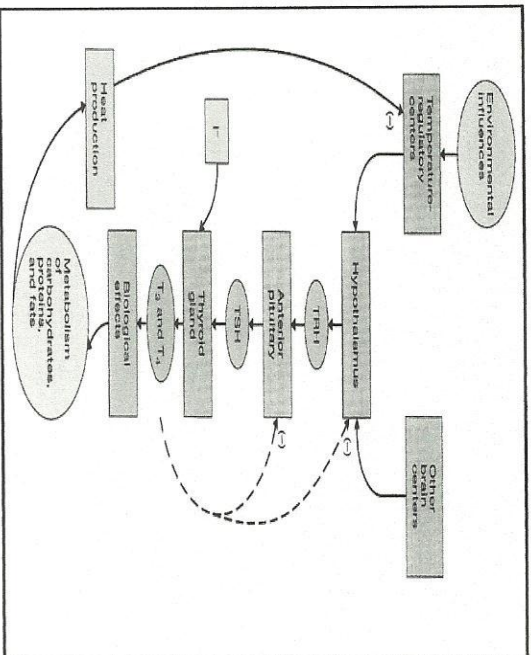 Environmental
influences
Temperature-
regulatory
centers
(-)
Other
brain
centers
Hypothalamus
(-)
TRH
Anterior
pituitary
(-)
TSH
I⁻
Thyroid
gland
T₃ and T₄
Biological
effects
Heat
production
Metabolism
of
carbohydrates,
proteins,
and fats